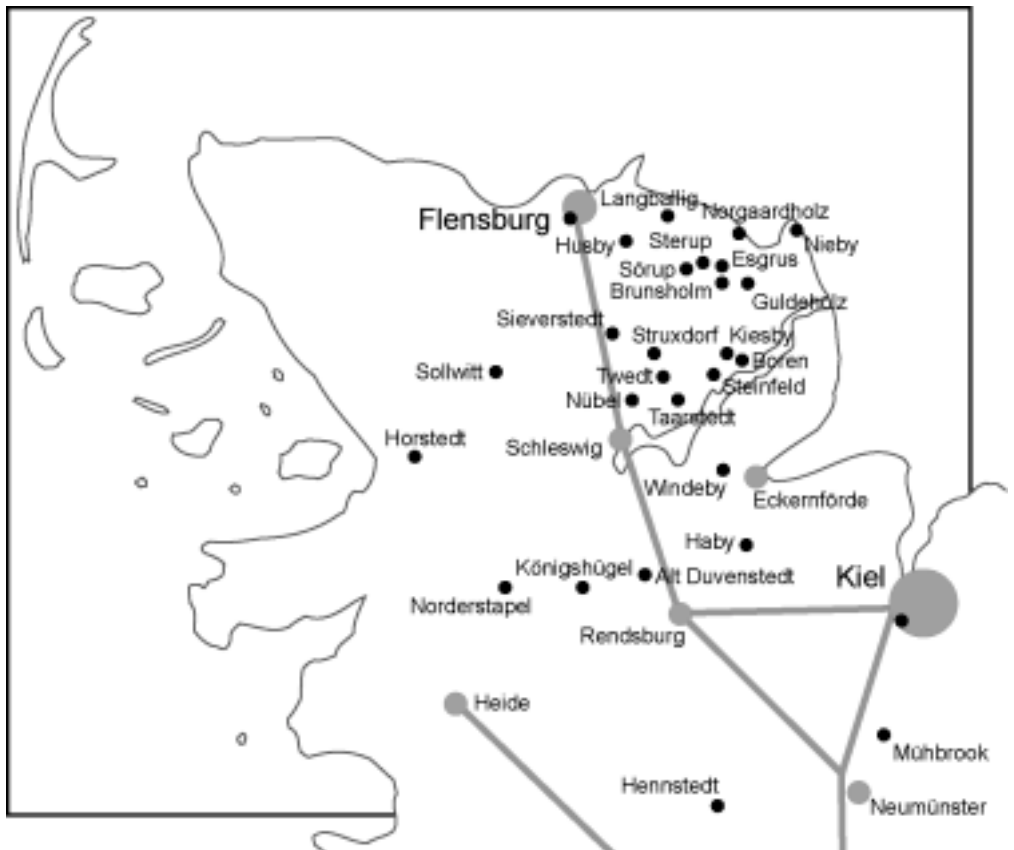 Langballig
Norgaardholz
Flensburg
Husby
Sterup
Nieby
Sörup
Esgrus
Brunsholm
Guldeholz
Sieverstedt
Struxdorf
Kiesby
Boren
Sollwitt
Twedt
Steinfeld
Nübel
Taarstedt
Horstedt
Schleswig
Windeby
Eckernförde
Haby
Königshügel
Alt Duvenstedt
Kiel
Norderstapel
Rendsburg
Heide
Mühbrook
Hennstedt
Neumünster